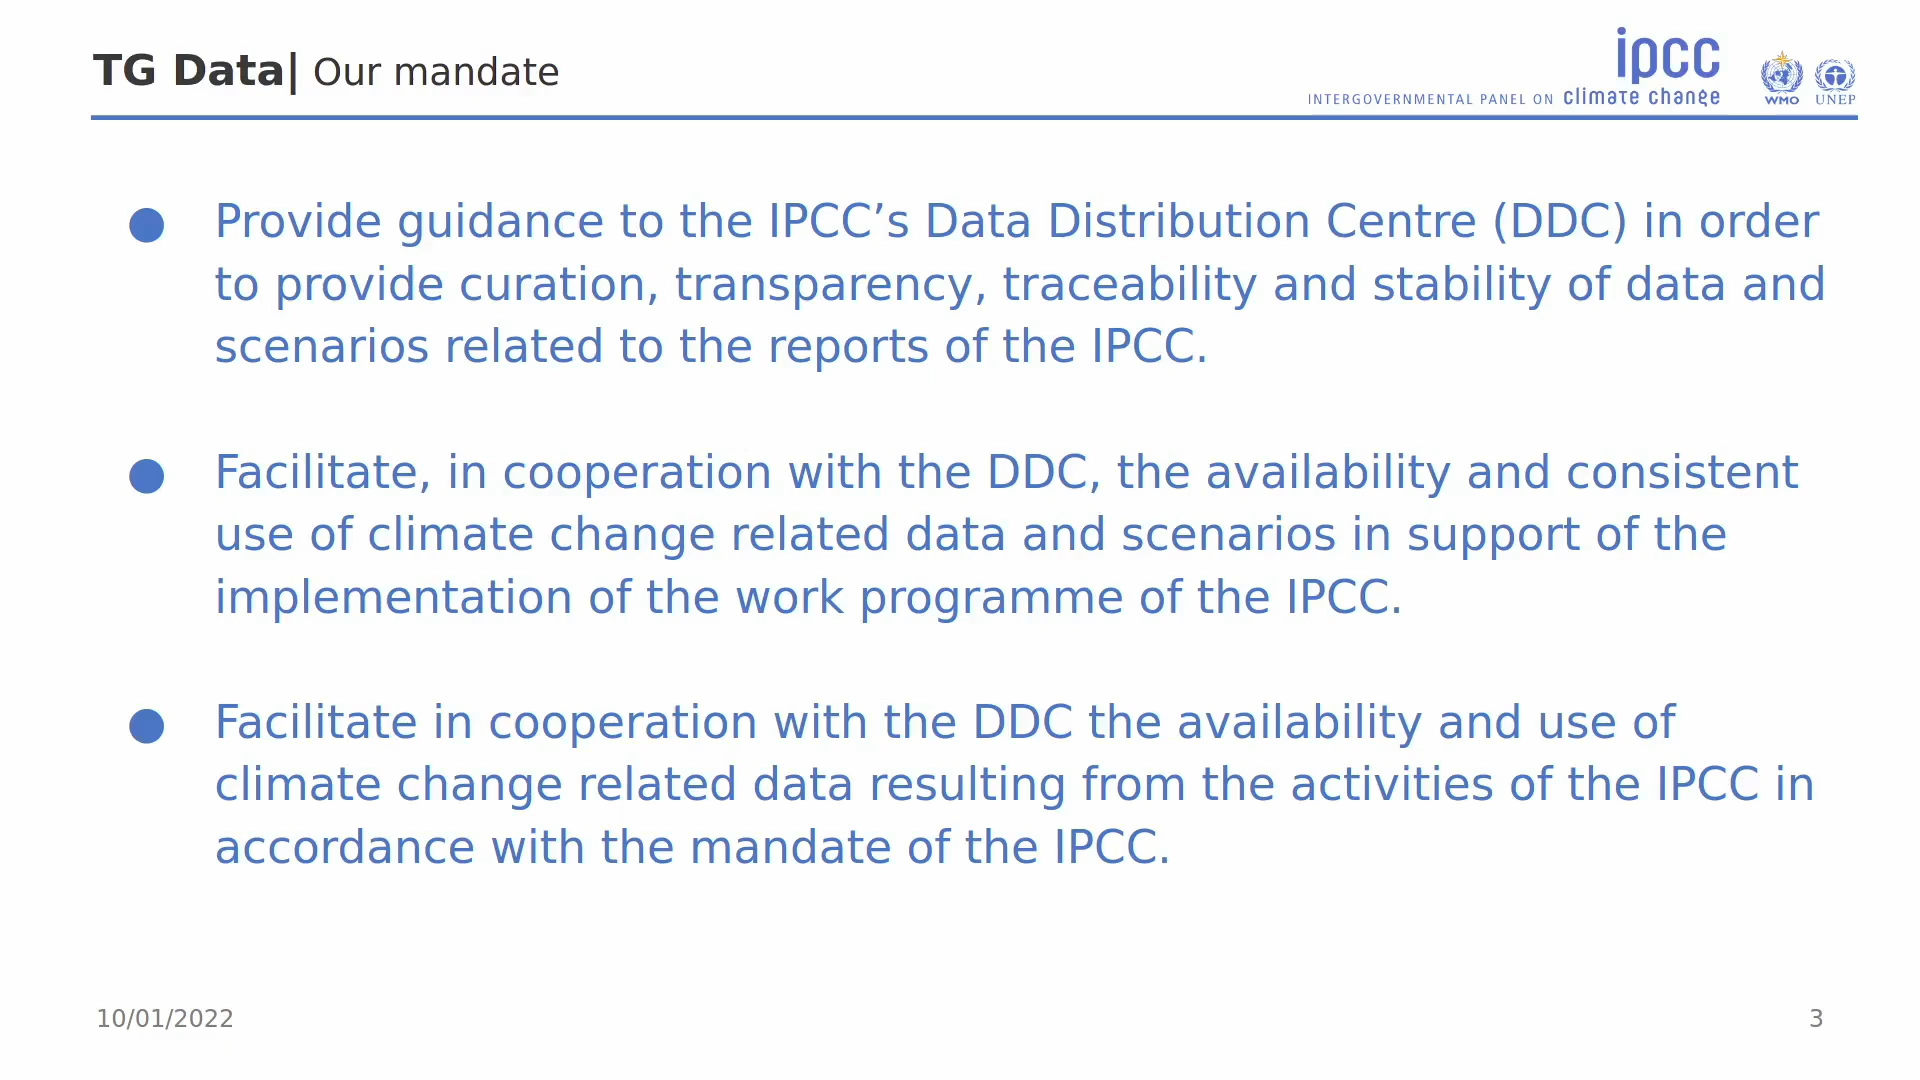 TG Data| Our mandate
ipcc
INTERGOVERNMENTAL PANEL ON climate change
WMO
UNEP
● Provide guidance to the IPCC’s Data Distribution Centre (DDC) in order
to provide curation, transparency, traceability and stability of data and
scenarios related to the reports of the IPCC.
● Facilitate, in cooperation with the DDC, the availability and consistent
use of climate change related data and scenarios in support of the
implementation of the work programme of the IPCC.
● Facilitate in cooperation with the DDC the availability and use of
climate change related data resulting from the activities of the IPCC in
accordance with the mandate of the IPCC.
10/01/2022
3